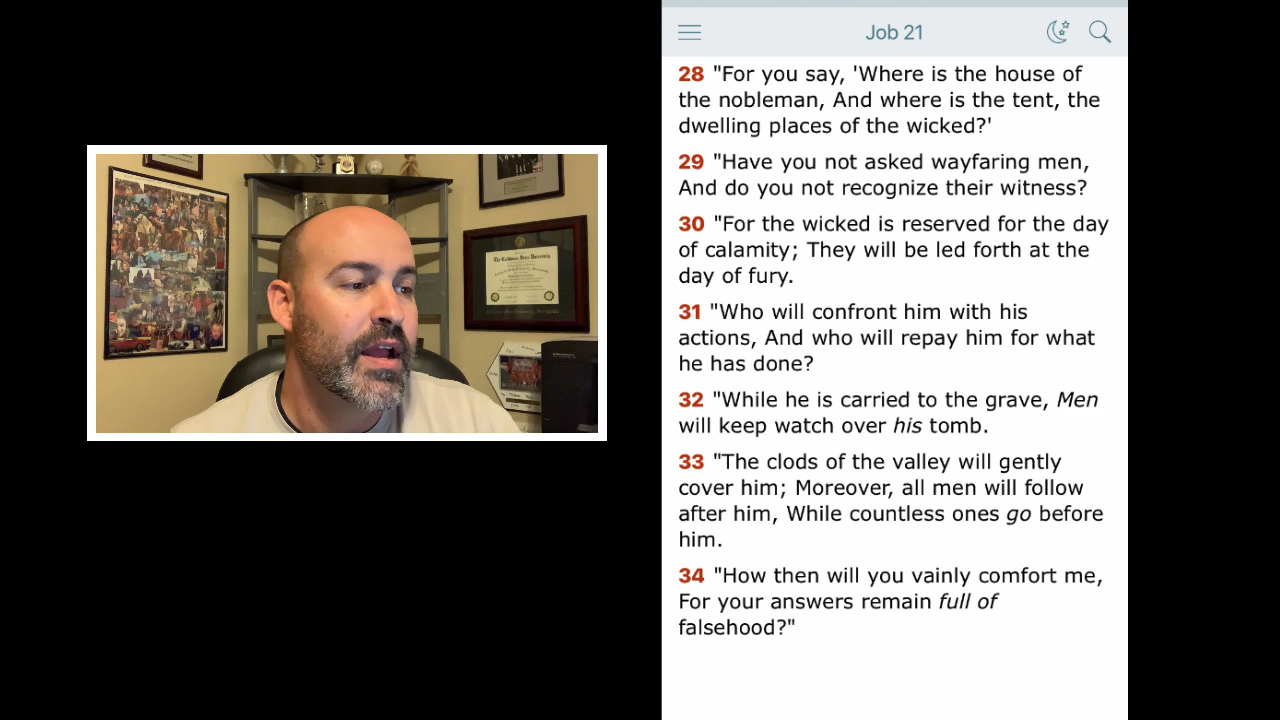 Job 21
28 "For you say, 'Where is the house of
the nobleman, And where is the tent, the
dwelling places of the wicked?'
29 "Have you not asked wayfaring men,
And do you not recognize their witness?
30 "For the wicked is reserved for the day
of calamity; They will be led forth at the
day of fury.
31 "Who will confront him with his
actions, And who will repay him for what
he has done?
32 "While he is carried to the grave, Men
will keep watch over his tomb.
33 "The clods of the valley will gently
cover him; Moreover, all men will follow
after him, While countless ones go before
him.
34 "How then will you vainly comfort me,
For your answers remain full of
falsehood?"
The California State University